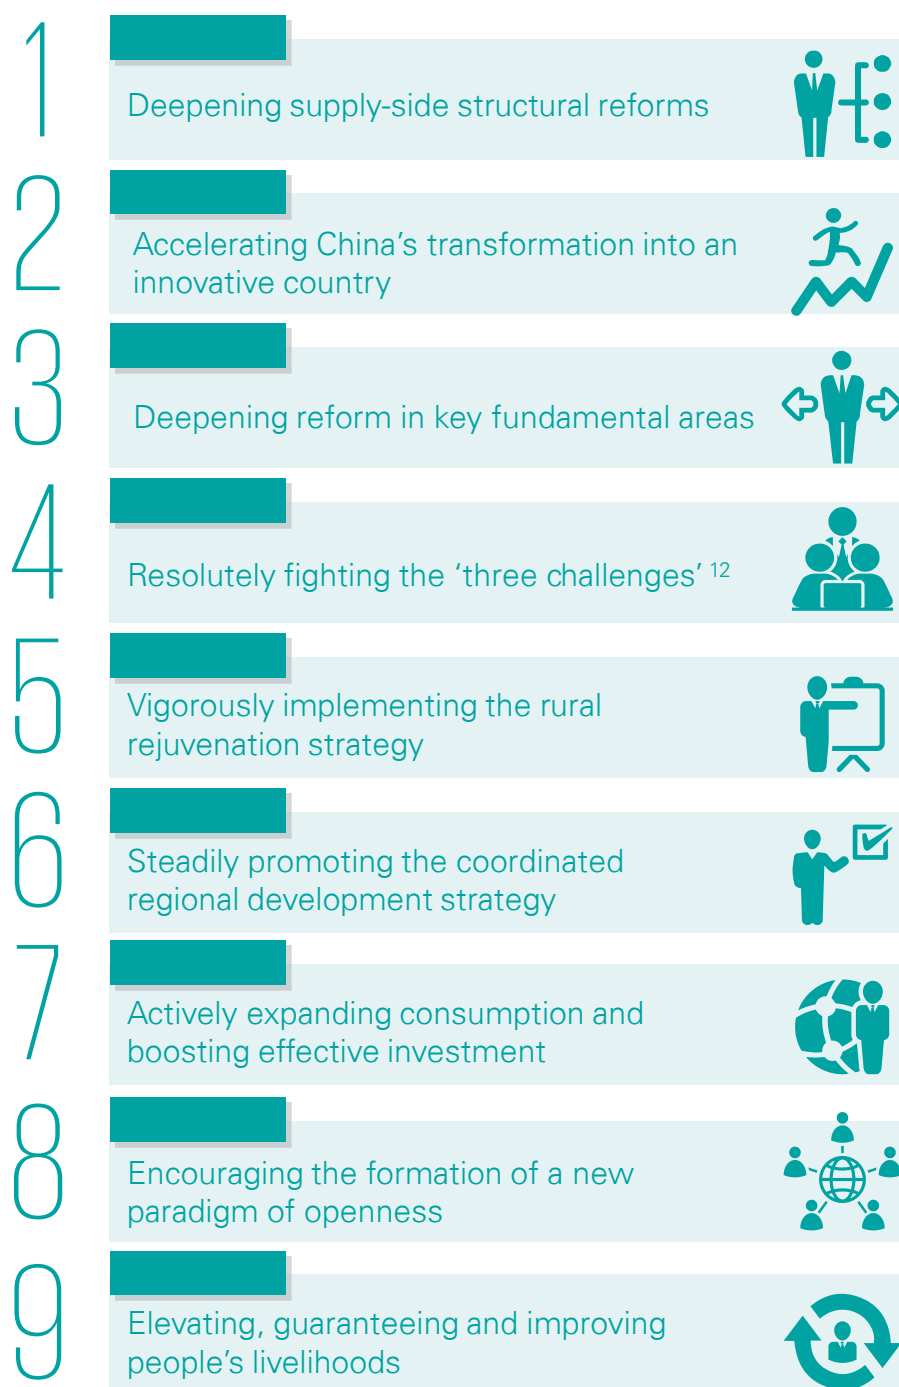 1
Deepening supply-side structural reforms
2
Accelerating China’s transformation into an
innovative country
3
Deepening reform in key fundamental areas
4
Resolutely fighting the ‘three challenges’ 12
5
Vigorously implementing the rural
rejuvenation strategy
6
Steadily promoting the coordinated
regional development strategy
7
Actively expanding consumption and
boosting effective investment
8
Encouraging the formation of a new
paradigm of openness
9
Elevating, guaranteeing and improving
people’s livelihoods